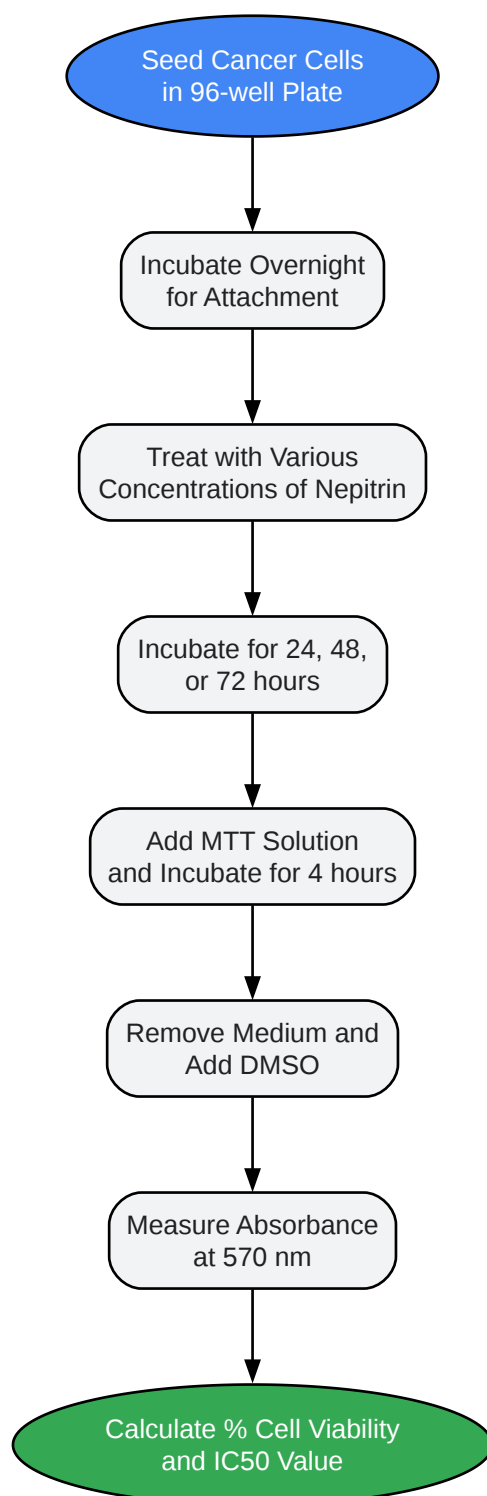 Seed Cancer Cells
in 96-well Plate
Incubate Overnight
for Attachment
Treat with Various
Concentrations of Nepitrin
Incubate for 24, 48,
or 72 hours
Add MTT Solution
and Incubate for 4 hours
Remove Medium and
Add DMSO
Measure Absorbance
at 570 nm
Calculate % Cell Viability
and IC50 Value